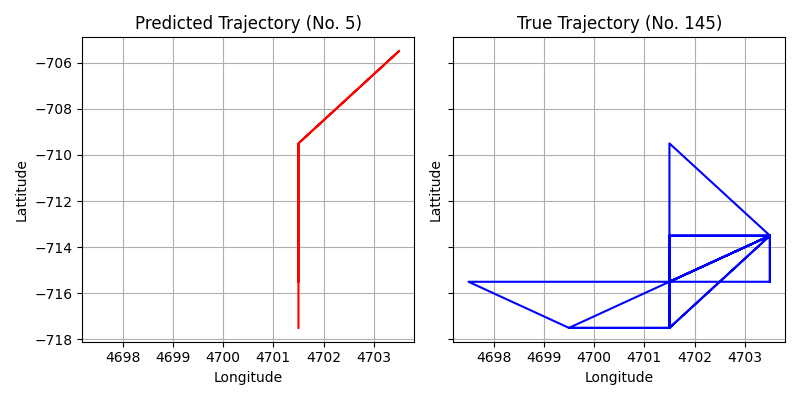 Predicted Trajectory (No. 5)
True Trajectory (No. 145)
−706
−708
−710
−712
−714
−716
−718
Lattitude
Lattitude
4698 4699 4700 4701 4702 4703
4698 4699 4700 4701 4702 4703
Longitude
Longitude